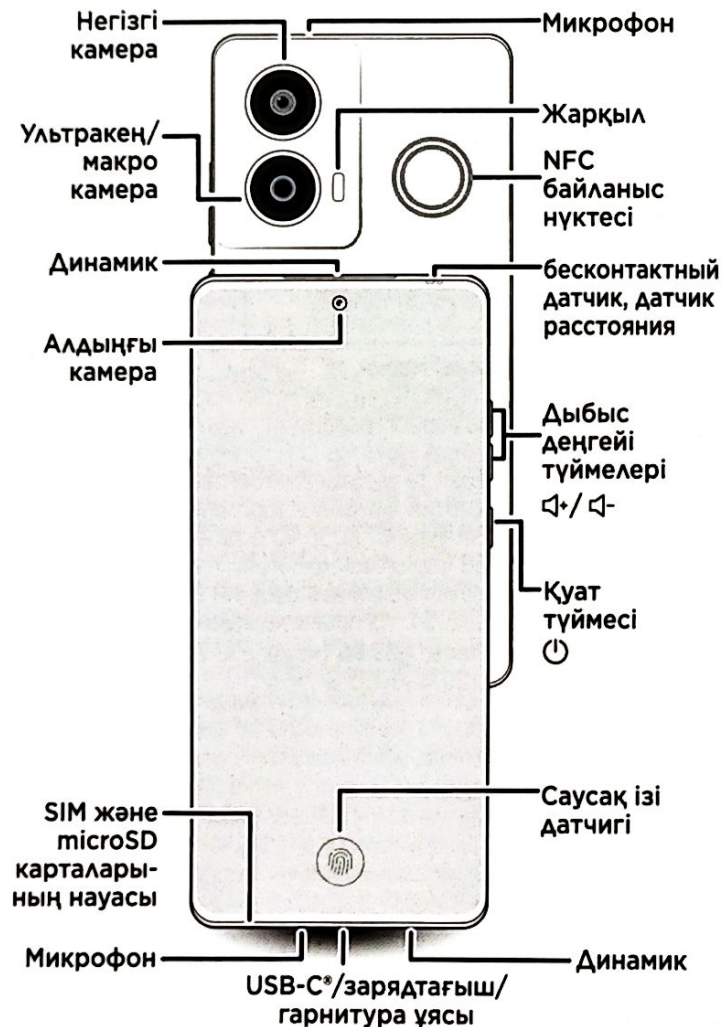 Негізгі
камера
Микрофон
Ультракең/
макро
камера
Жарқыл
NFC
байланыс
нүктесі
Динамик
бесконтактный
датчик, датчик
расстояния
Алдыңғы
камера
Дыбыс
деңгейі
түймелері
+/ -
Қуат
түймесі
SIM және
microSD
карталары-
ның науасы
Саусақ ізі
датчигі
Микрофон
USB-C®/зарядтағыш/
гарнитура ұясы
Динамик